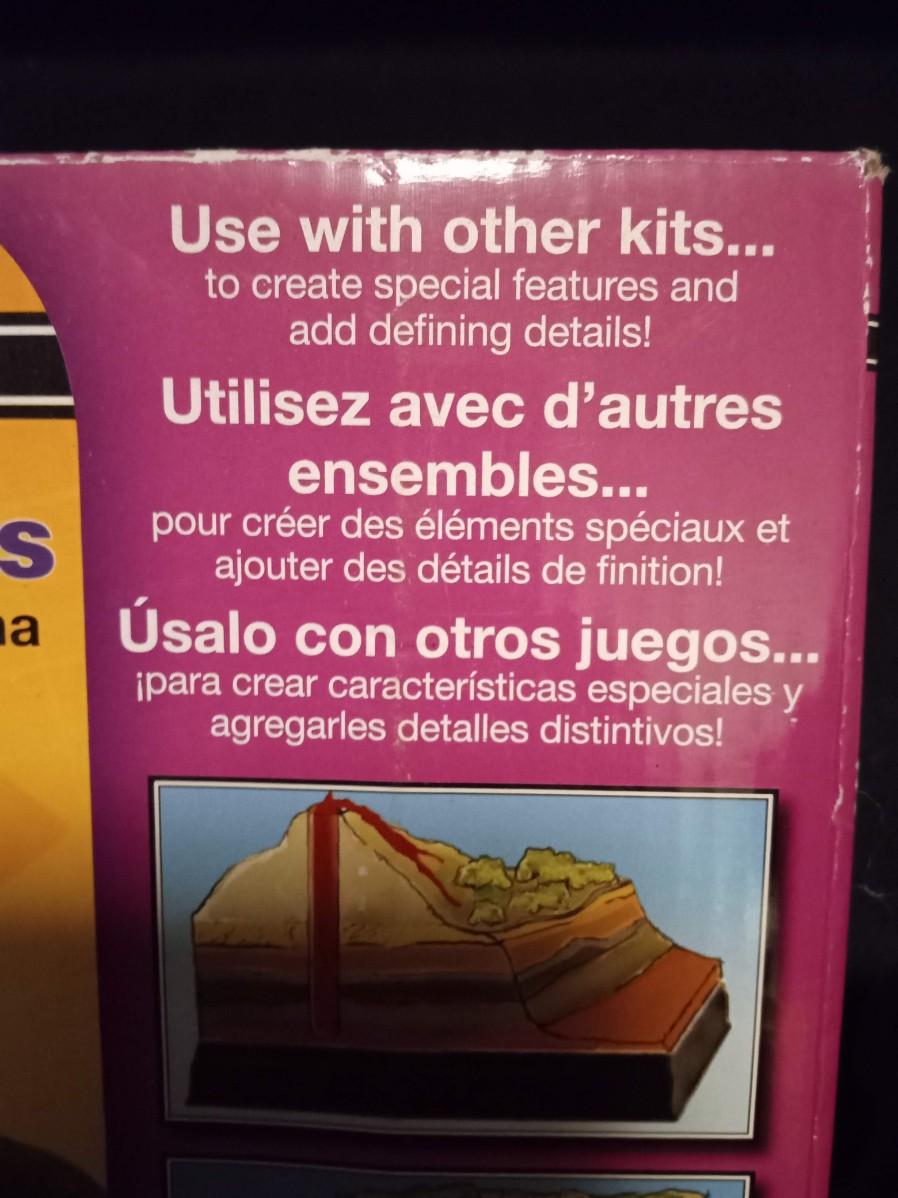 Use with other kits...
to create special features and
add defining details!
Utilisez avec d'autres
ensembles...
pour créer des éléments spéciaux et
ajouter des détails de finition!
Úsalo con otros juegos...
¡para crear características especiales y
agregarles detalles distintivos!